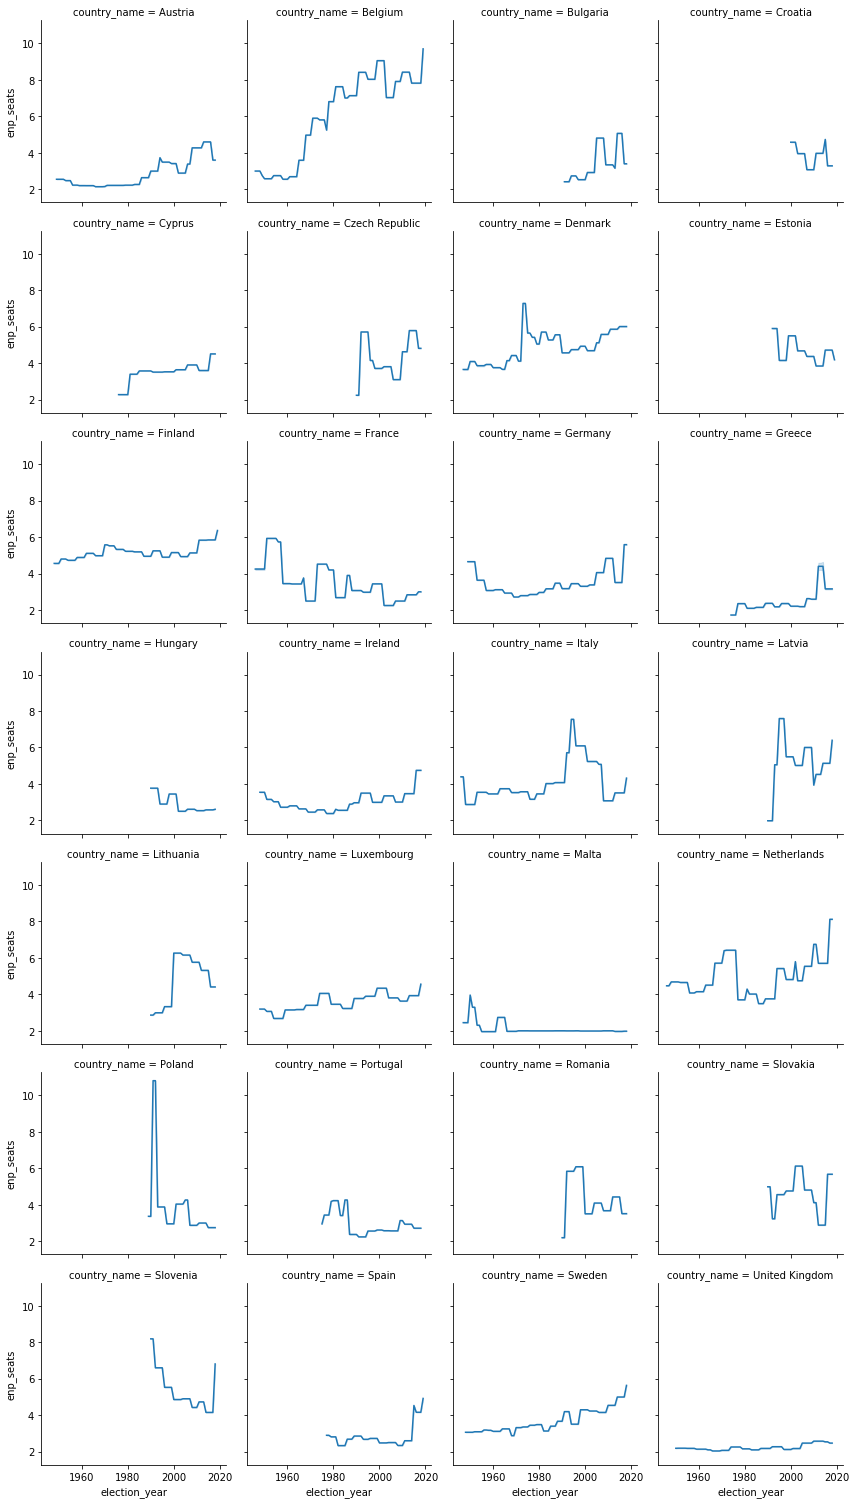 country_name = Austria
country_name = Belgium
country_name = Bulgaria
country_name = Croatia
10
8
6
4
2
enp_seats
country_name = Cyprus
country_name = Czech Republic
country_name = Denmark
country_name = Estonia
10
8
6
4
2
enp_seats
country_name = Finland
country_name = France
country_name = Germany
country_name = Greece
10
8
6
4
2
enp_seats
country_name = Hungary
country_name = Ireland
country_name = Italy
country_name = Latvia
10
8
6
4
2
enp_seats
country_name = Lithuania
country_name = Luxembourg
country_name = Malta
country_name = Netherlands
10
8
6
4
2
enp_seats
country_name = Poland
country_name = Portugal
country_name = Romania
country_name = Slovakia
10
8
6
4
2
enp_seats
country_name = Slovenia
country_name = Spain
country_name = Sweden
country_name = United Kingdom
10
8
6
4
2
enp_seats
1960 1980 2000 2020
1960 1980 2000 2020
1960 1980 2000 2020
1960 1980 2000 2020
election_year
election_year
election_year
election_year